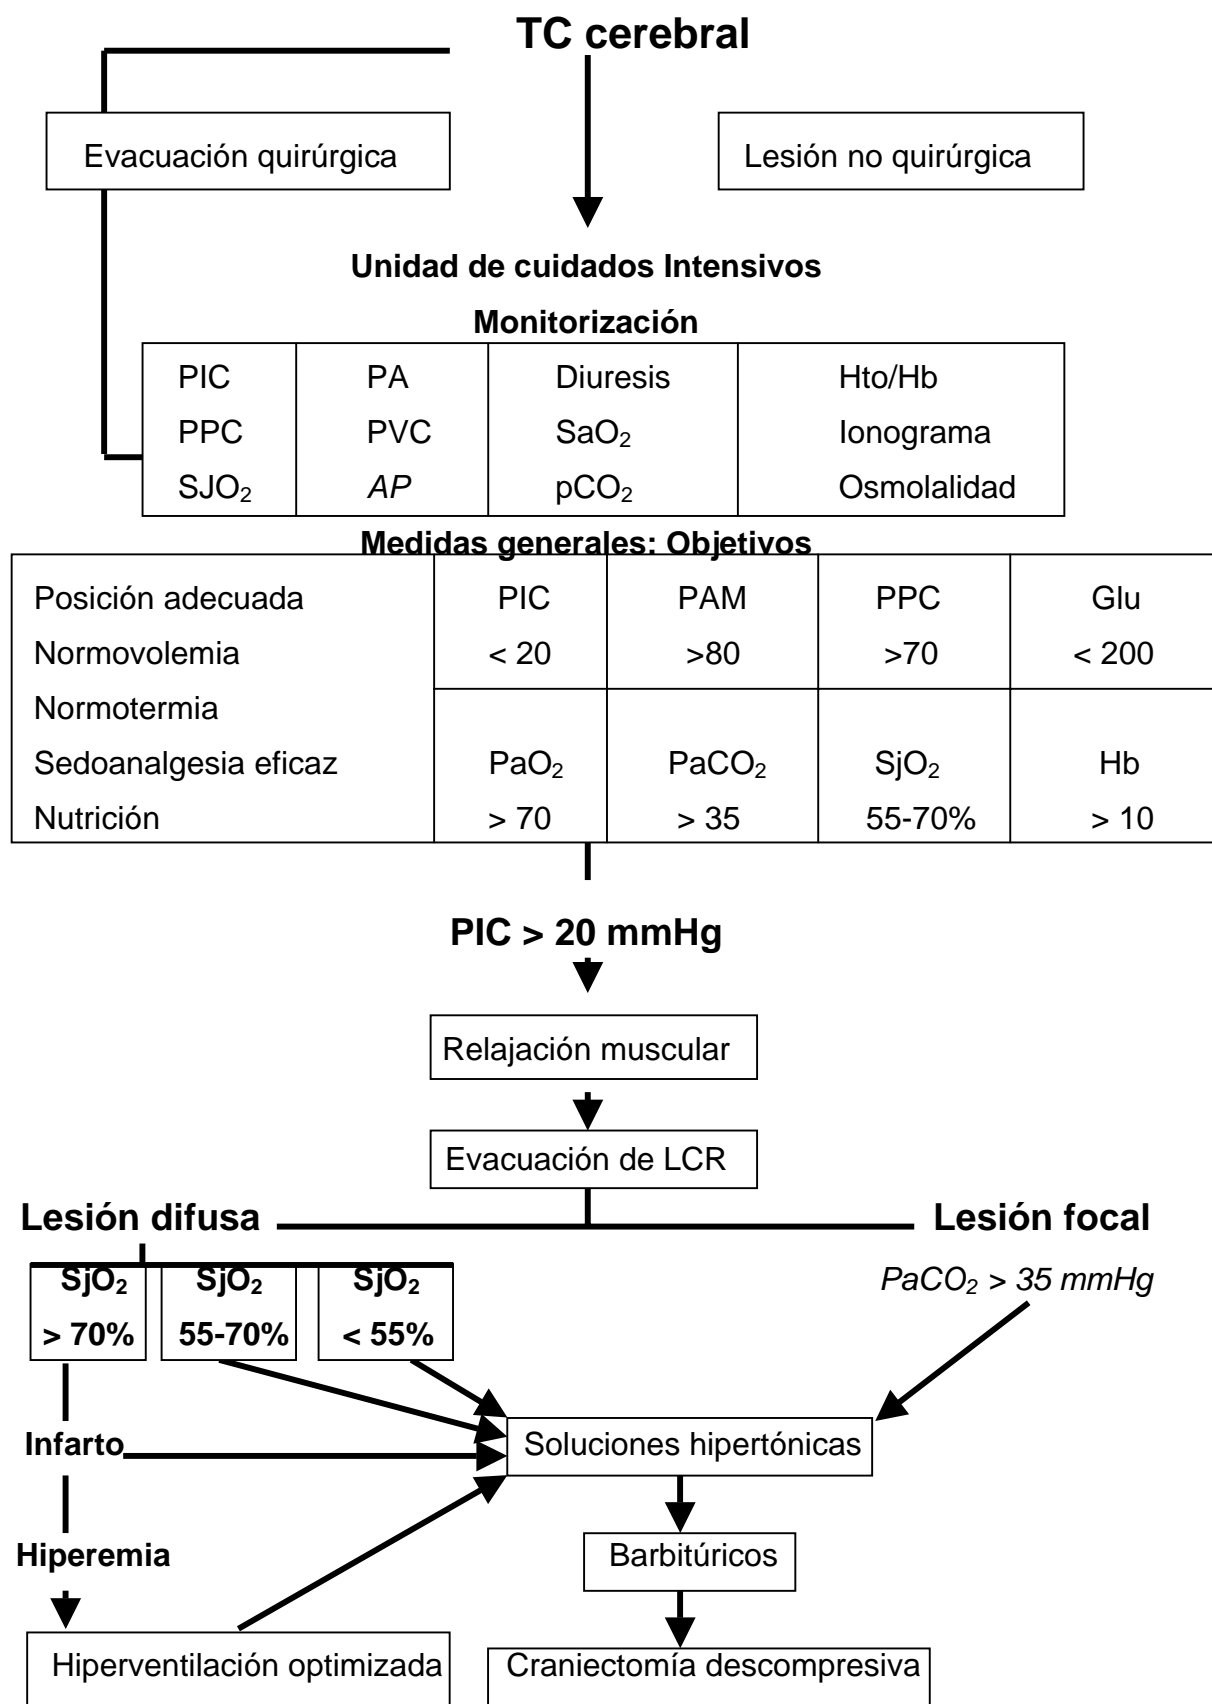 TC cerebral
Evacuación quirúrgica
Lesión no quirúrgica
Unidad de cuidados Intensivos
Monitorización
PIC PA Diuresis Hto/Hb
PPC PVC SaO₂ Ionograma
SJO₂ AP pCO₂ Osmolalidad
Medidas generales: Objetivos
Posición adecuada PIC PAM PPC Glu
Normovolemia < 20 >80 >70 < 200
Normotermia
Sedoanalgesia eficaz PaO₂ PaCO₂ SjO₂ Hb
Nutrición > 70 > 35 55-70% > 10
PIC > 20 mmHg
Relajación muscular
Evacuación de LCR
Lesión difusa Lesión focal
SjO₂ SjO₂ SjO₂ PaCO₂ > 35 mmHg
> 70% 55-70% < 55%
Infarto Soluciones hipertónicas
Hiperemia Barbitúricos
Hiperventilación optimizada Craniectomía descompresiva